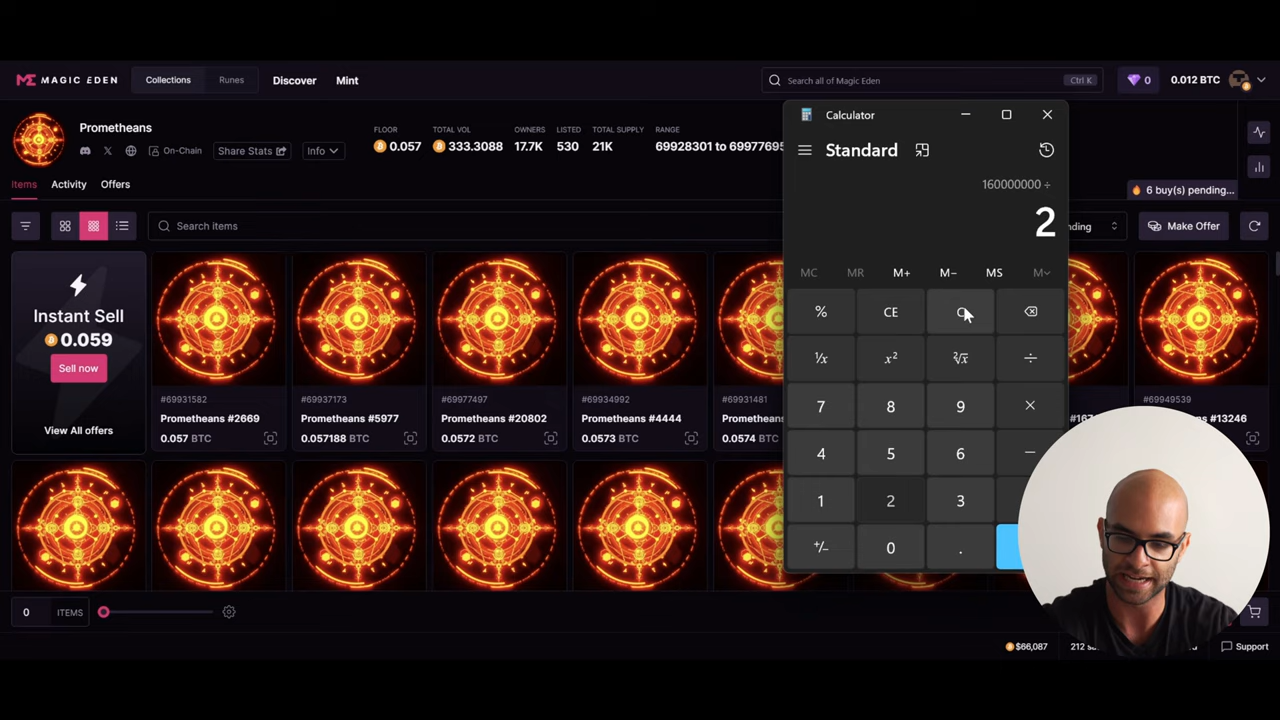 MAGIC EDEN
Collections
Runes
Discover
Mint
Search all of Magic Eden
Ctrl K
0
0.012 BTC
Prometheans
On-Chain
Share Stats
Info
FLOOR
0.057
TOTAL VOL
333.3088
OWNERS
17.7K
LISTED
530
TOTAL SUPPLY
21K
RANGE
69928301 to 69977695
Items
Activity
Offers
6 buy(s) pending...
Search items
Make Offer
Calculator
Standard
160000000 ÷
2
MC MR M+ M− MS M˅
% CE C
¹/x x² ²√x ÷
7 8 9 ×
4 5 6 −
1 2 3
+/− 0 .
Instant Sell
0.059
Sell now
View All offers
#69931582
Prometheans #2669
0.057 BTC
#69937173
Prometheans #5977
0.057188 BTC
#69977497
Prometheans #20802
0.0572 BTC
#69934992
Prometheans #4444
0.0573 BTC
#69931481
Prometheans
0.0574 BTC
#69949539
#13246
0 ITEMS
$66,087
Support